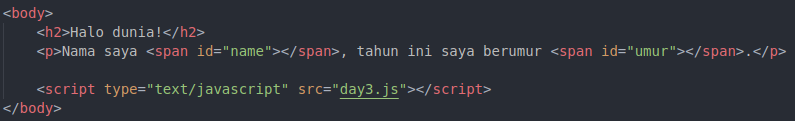 <body>
    <h2>Halo dunia!</h2>
    <p>Nama saya <span id="name"></span>, tahun ini saya berumur <span id="umur"></span>.</p>

    <script type="text/javascript" src="day3.js"></script>
</body>